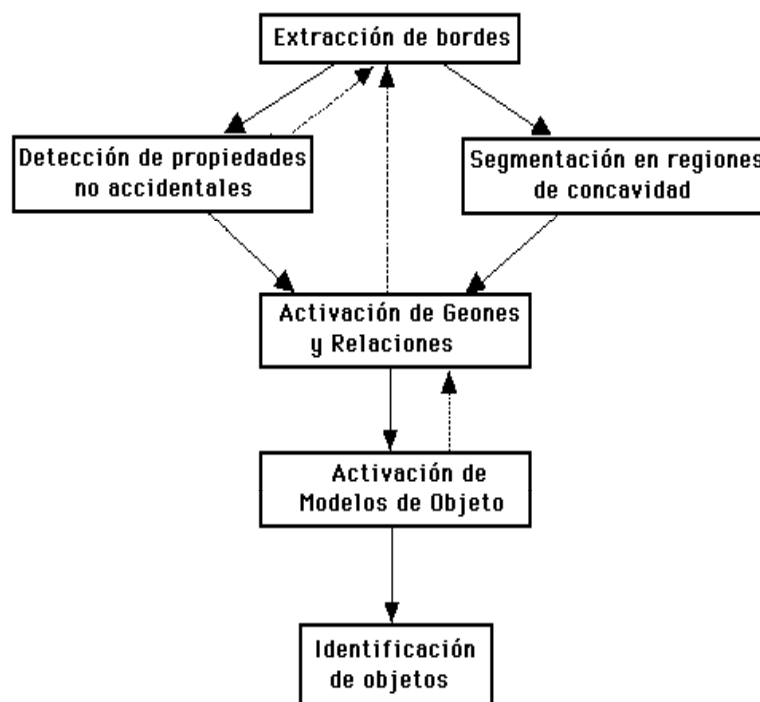 Extracción de bordes
Detección de propiedades
no accidentales
Segmentación en regiones
de concavidad
Activación de Geones
y Relaciones
Activación de
Modelos de Objeto
Identificación
de objetos